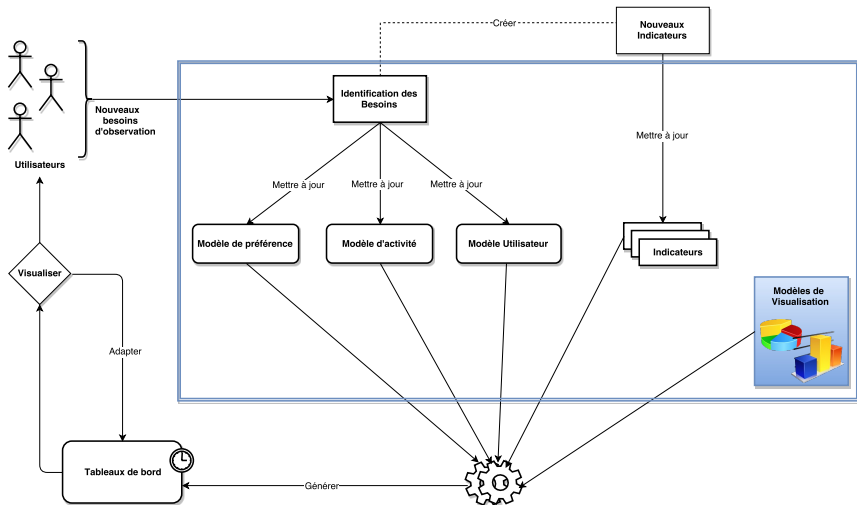 Créer
Nouveaux
Indicateurs
Identification des
Besoins
Nouveaux
besoins
d'observation
Utilisateurs
Mettre à jour
Mettre à jour
Mettre à jour
Mettre à jour
Modèle de préférence
Modèle d'activité
Modèle Utilisateur
Indicateurs
Visualiser
Modèles de
Visualisation
Adapter
Tableaux de bord
Générer